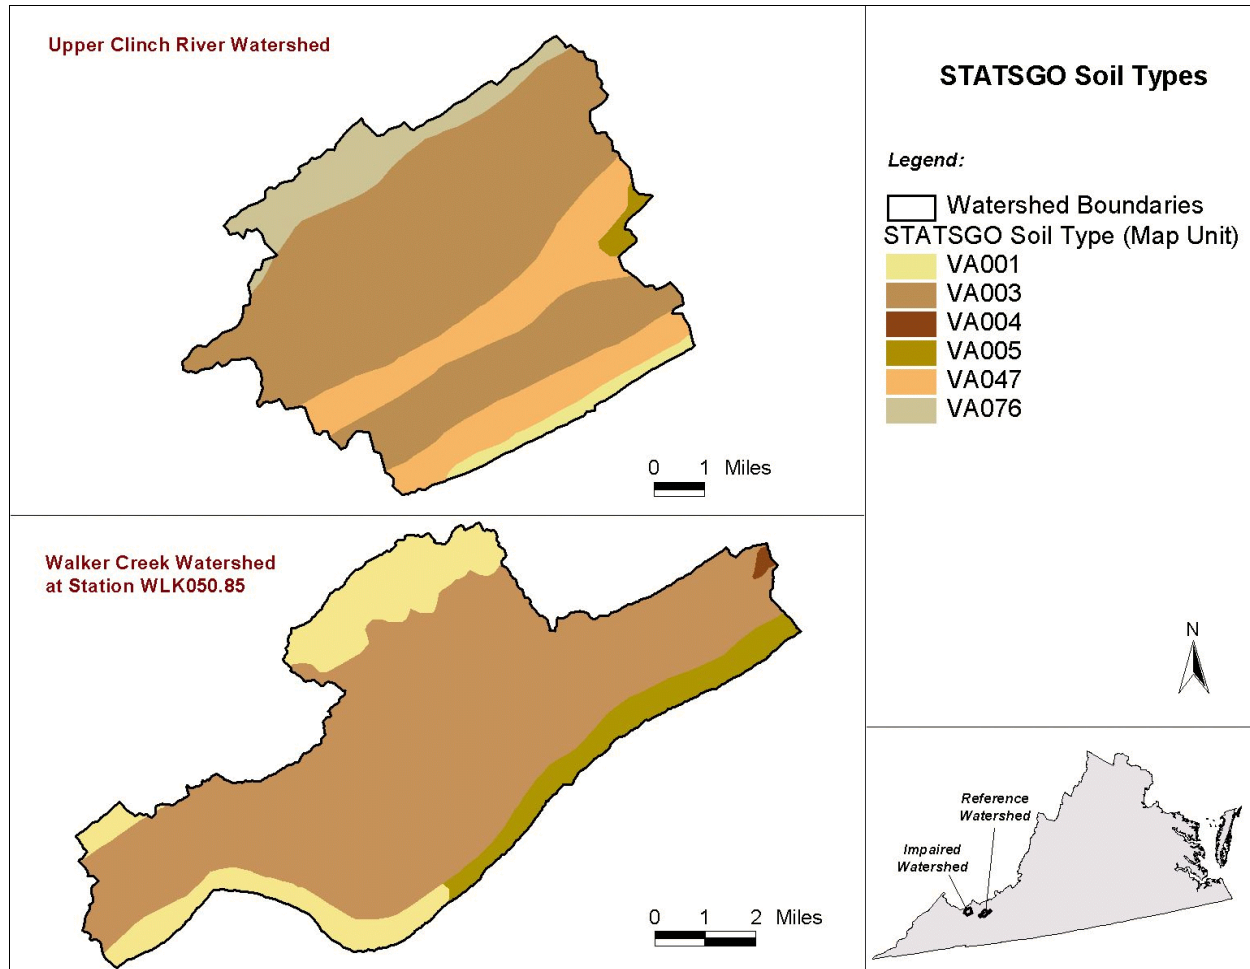 Upper Clinch River Watershed
0 1 Miles
Walker Creek Watershed
at Station WLK050.85
0 1 2 Miles
STATSGO Soil Types
Legend:
Watershed Boundaries
STATSGO Soil Type (Map Unit)
VA001
VA003
VA004
VA005
VA047
VA076
N
Reference
Watershed
Impaired
Watershed